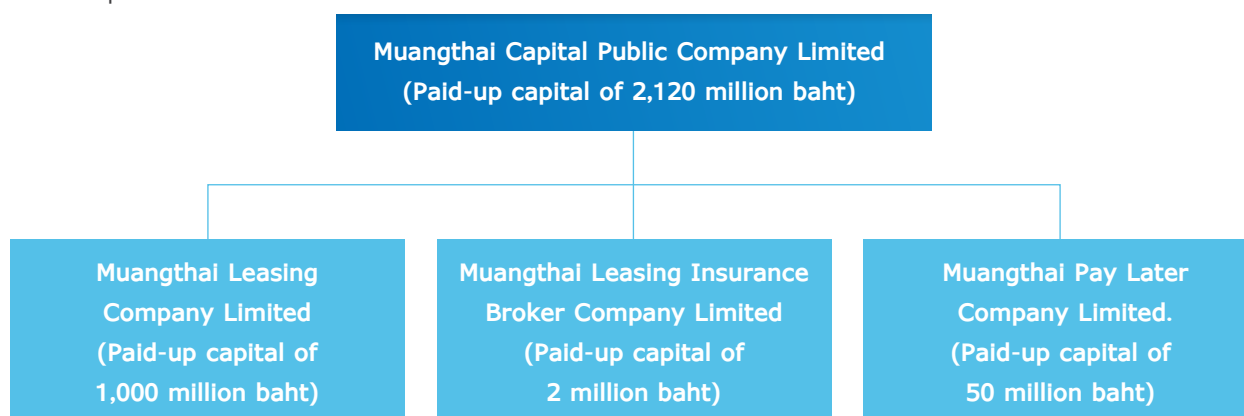 Muangthai Capital Public Company Limited
(Paid-up capital of 2,120 million baht)
Muangthai Leasing
Company Limited
(Paid-up capital of
1,000 million baht)
Muangthai Leasing Insurance
Broker Company Limited
(Paid-up capital of
2 million baht)
Muangthai Pay Later
Company Limited.
(Paid-up capital of
50 million baht)